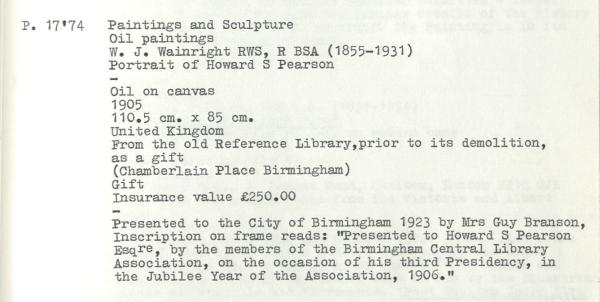 P. 17'74 Paintings and Sculpture
Oil paintings
W. J. Wainright RWS, R BSA (1855-1931)
Portrait of Howard S Pearson
-
Oil on canvas
1905
110.5 cm. x 85 cm.
United Kingdom
From the old Reference Library,prior to its demolition,
as a gift
(Chamberlain Place Birmingham)
Gift
Insurance value £250.00
-
Presented to the City of Birmingham 1923 by Mrs Guy Branson,
Inscription on frame reads: "Presented to Howard S Pearson
Esqre, by the members of the Birmingham Central Library
Association, on the occasion of his third Presidency, in
the Jubilee Year of the Association, 1906."